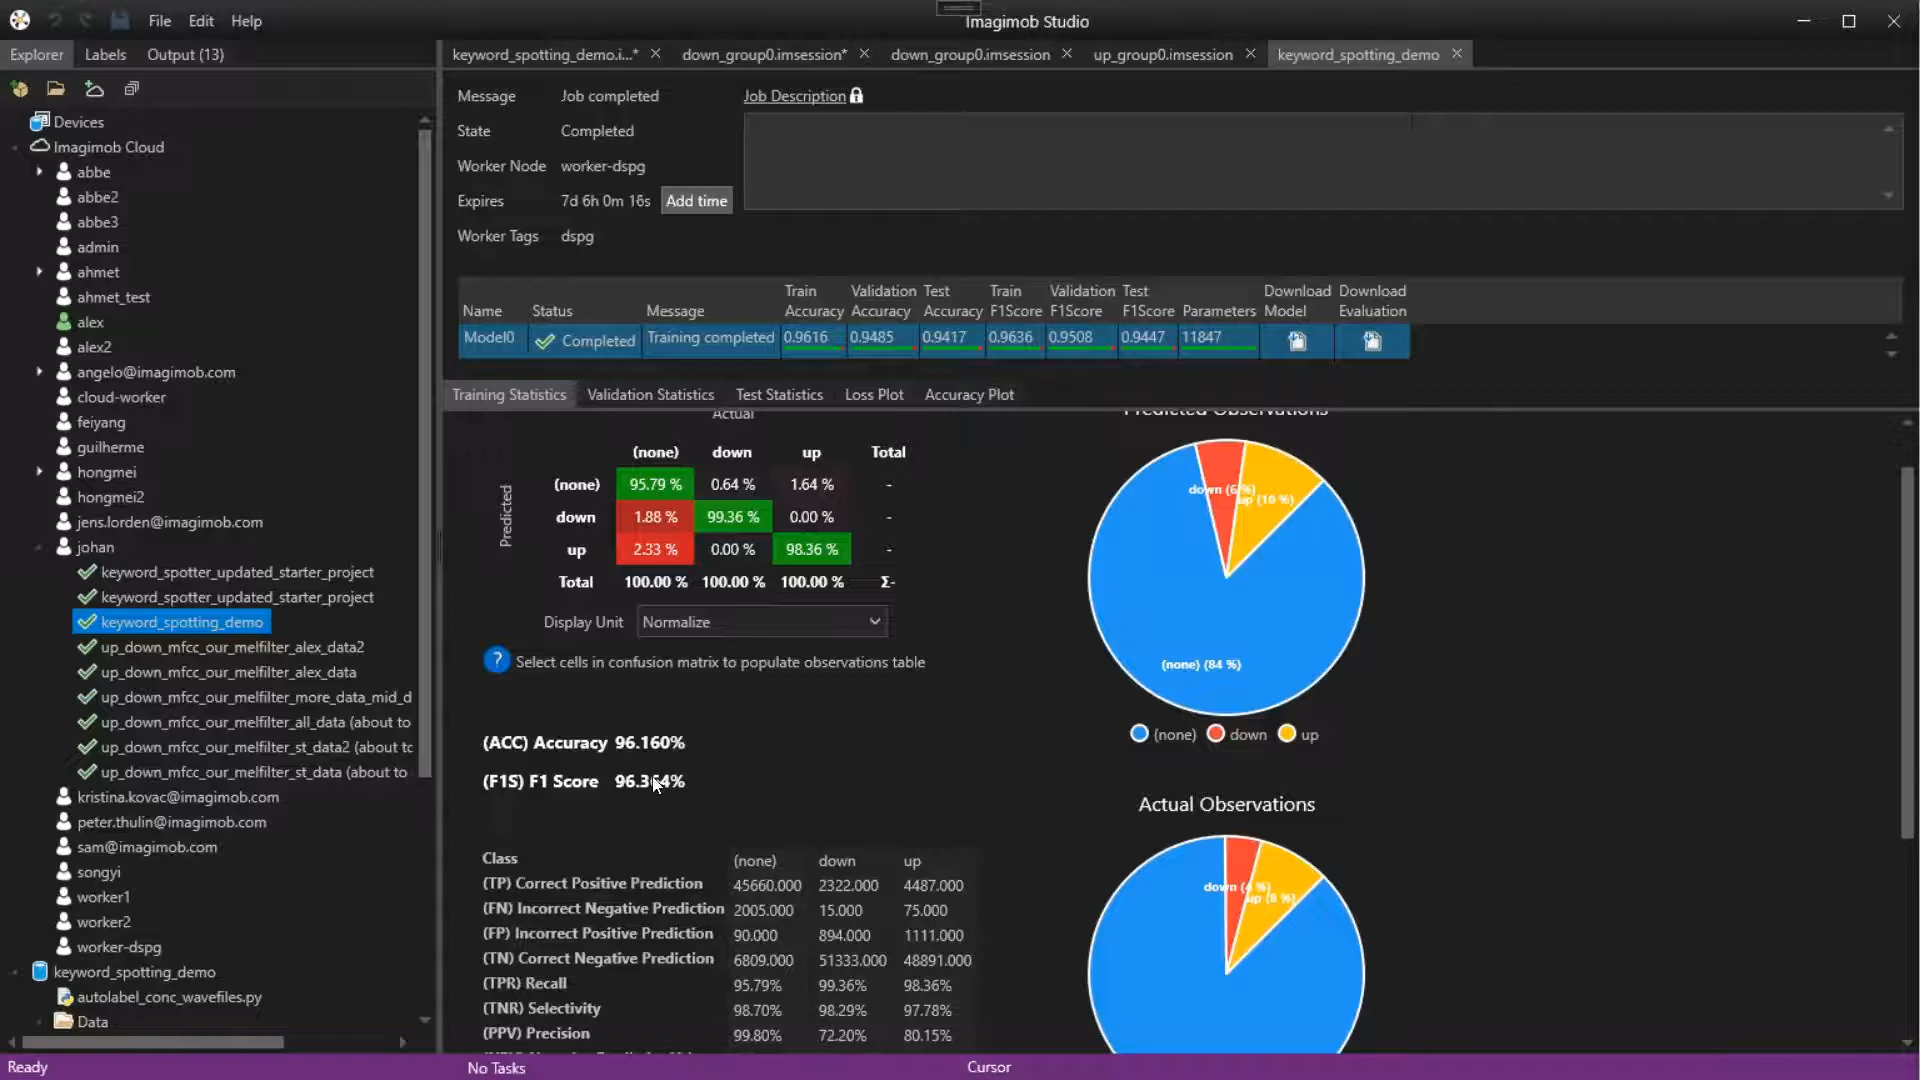 File Edit Help
Imagimob Studio
Explorer Labels Output (13)
keyword_spotting_demo.i...* down_group0.imsession* down_group0.imsession up_group0.imsession keyword_spotting_demo
Devices
Imagimob Cloud
abbe
abbe2
abbe3
admin
ahmet
ahmet_test
alex
alex2
angelo@imagimob.com
cloud-worker
feiyang
guilherme
hongmei
hongmei2
jens.lorden@imagimob.com
johan
keyword_spotter_updated_starter_project
keyword_spotter_updated_starter_project
keyword_spotting_demo
up_down_mfcc_our_melfilter_alex_data2
up_down_mfcc_our_melfilter_alex_data
up_down_mfcc_our_melfilter_more_data_mid_d
up_down_mfcc_our_melfilter_all_data (about to
up_down_mfcc_our_melfilter_st_data2 (about to
up_down_mfcc_our_melfilter_st_data (about to
kristina.kovac@imagimob.com
peter.thulin@imagimob.com
sam@imagimob.com
songyi
worker1
worker2
worker-dspg
keyword_spotting_demo
autolabel_conc_wavefiles.py
Data
Message Job completed
State Completed
Worker Node worker-dspg
Expires 7d 6h 0m 16s Add time
Worker Tags dspg
Job Description
Name Status Message Train Accuracy Validation Accuracy Test Accuracy Train F1Score Validation F1Score Test F1Score Parameters Download Model Download Evaluation
Model0 Completed Training completed 0.9616 0.9485 0.9417 0.9636 0.9508 0.9447 11847
Training Statistics Validation Statistics Test Statistics Loss Plot Accuracy Plot
Actual
(none) down up Total
Predicted
(none) 95.79 % 0.64 % 1.64 % -
down 1.88 % 99.36 % 0.00 % -
up 2.33 % 0.00 % 98.36 % -
Total 100.00 % 100.00 % 100.00 % Σ-
Display Unit Normalize
? Select cells in confusion matrix to populate observations table
(ACC) Accuracy 96.160%
(F1S) F1 Score
Class (none) down up
(TP) Correct Positive Prediction 45660.000 2322.000 4487.000
(FN) Incorrect Negative Prediction 2005.000 15.000 75.000
(FP) Incorrect Positive Prediction 90.000 894.000 1111.000
(TN) Correct Negative Prediction 6809.000 51333.000 48891.000
(TPR) Recall 95.79% 99.36% 98.36%
(TNR) Selectivity 98.70% 98.29% 97.78%
(PPV) Precision 99.80% 72.20% 80.15%
Predicted Observations
down (6 %)
up (10 %)
(none) (84 %)
(none) down up
Actual Observations
down (4 %)
up (8 %)
Ready No Tasks Cursor